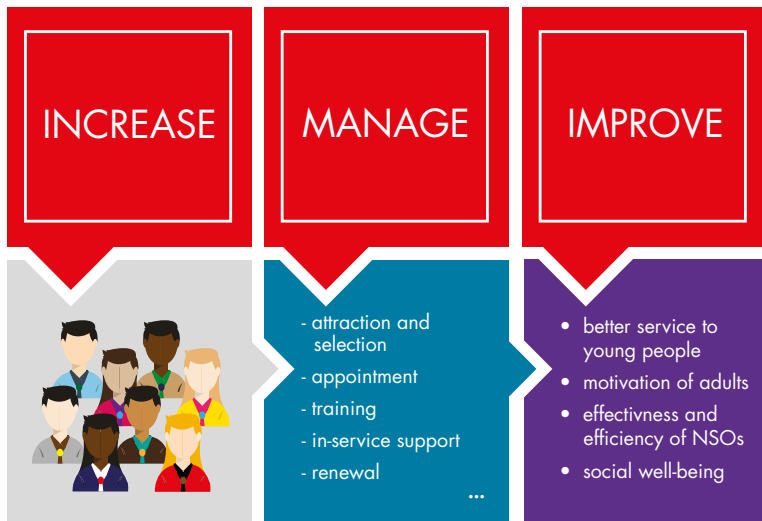 INCREASE
MANAGE
IMPROVE
- attraction and
selection
- appointment
- training
- in-service support
- renewal
...
• better service to
young people
• motivation of adults
• effectivness and
efficiency of NSOs
• social well-being